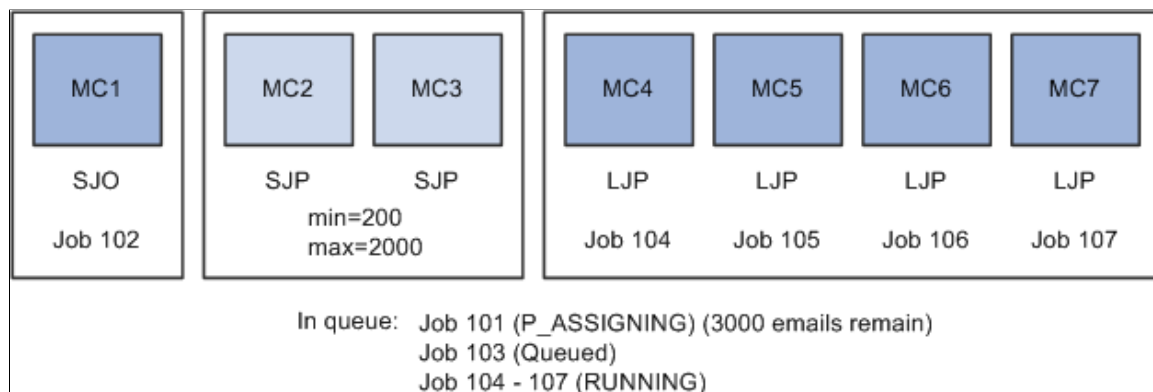 MC1 MC2 MC3 MC4 MC5 MC6 MC7
SJO SJP SJP LJP LJP LJP LJP
min=200
Job 102 max=2000 Job 104 Job 105 Job 106 Job 107
In queue: Job 101 (P_ASSIGNING) (3000 emails remain)
Job 103 (Queued)
Job 104 - 107 (RUNNING)